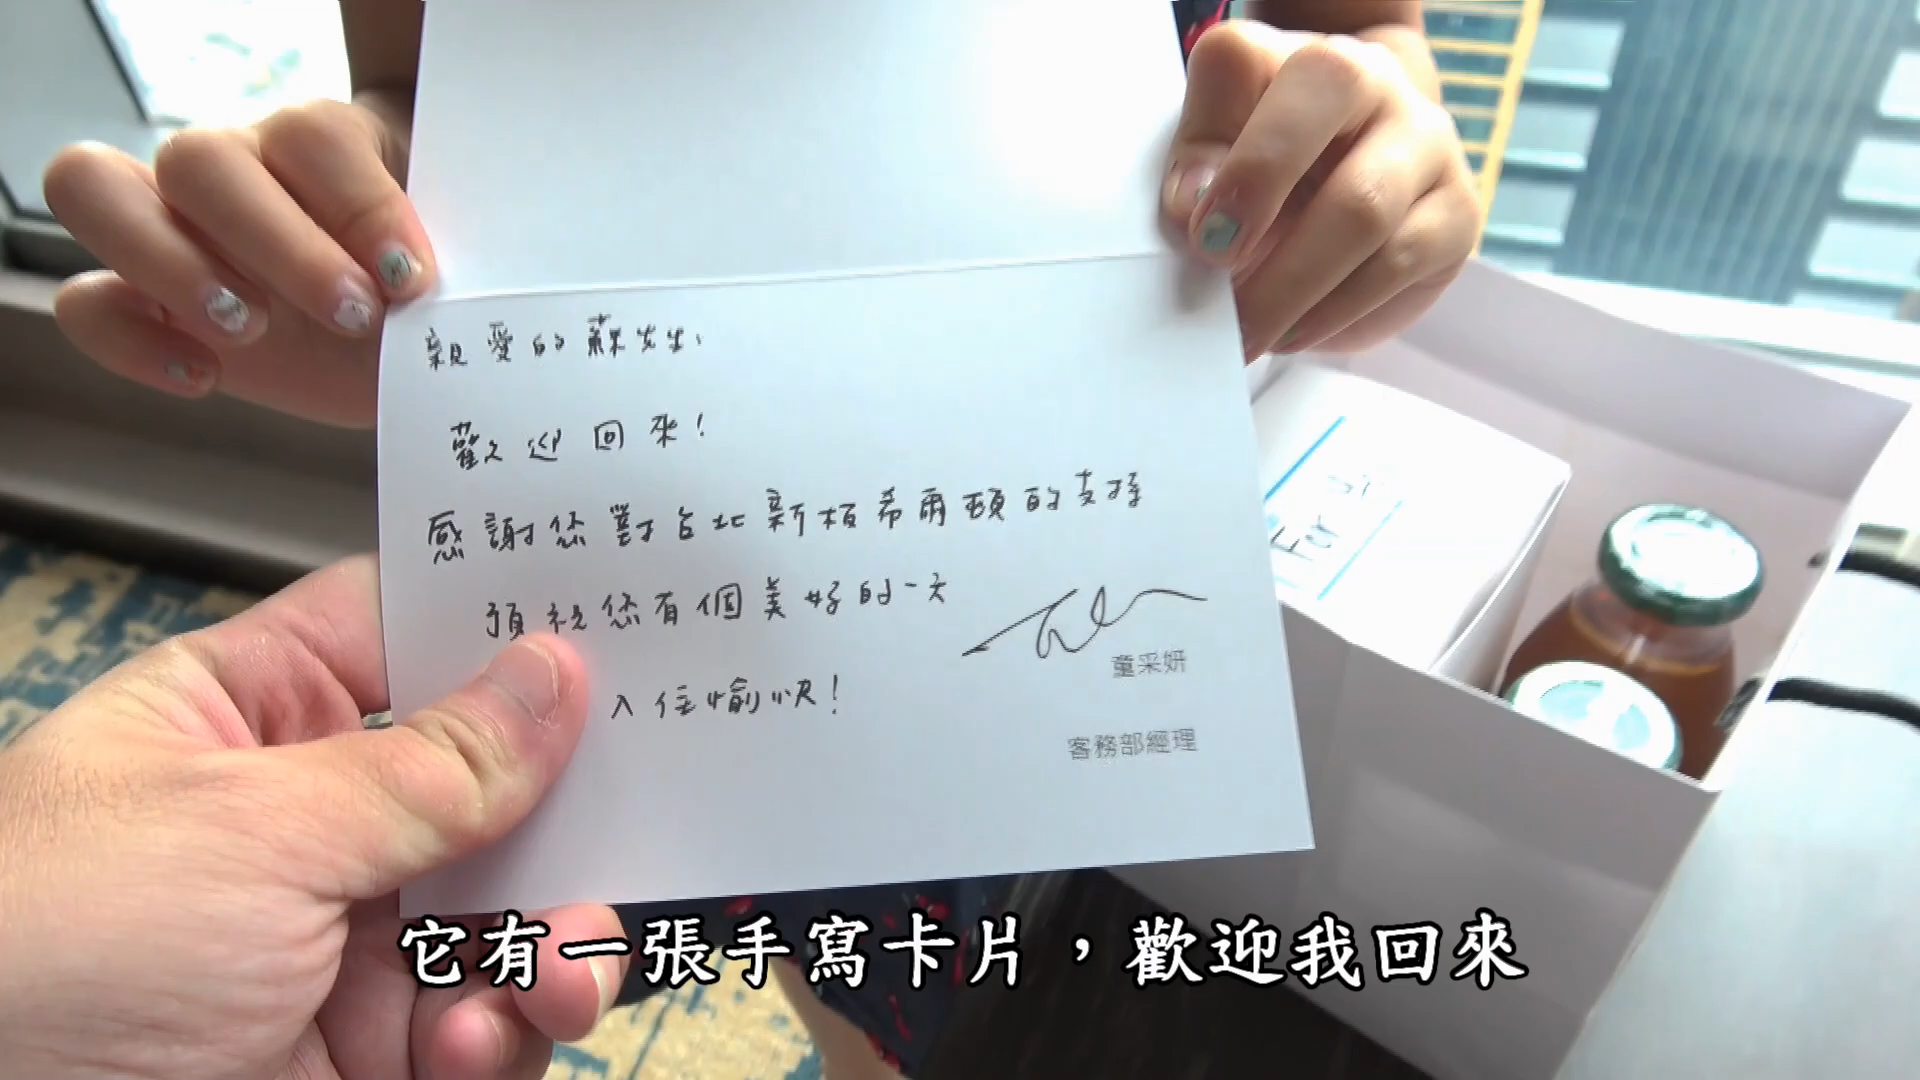 親愛的蘇先生，
歡迎回來！
感謝您對台北新板希爾頓的支持
預祝您有個美好的一天
入住愉快！
童采妍
客務部經理
For
它有一張手寫卡片，歡迎我回來